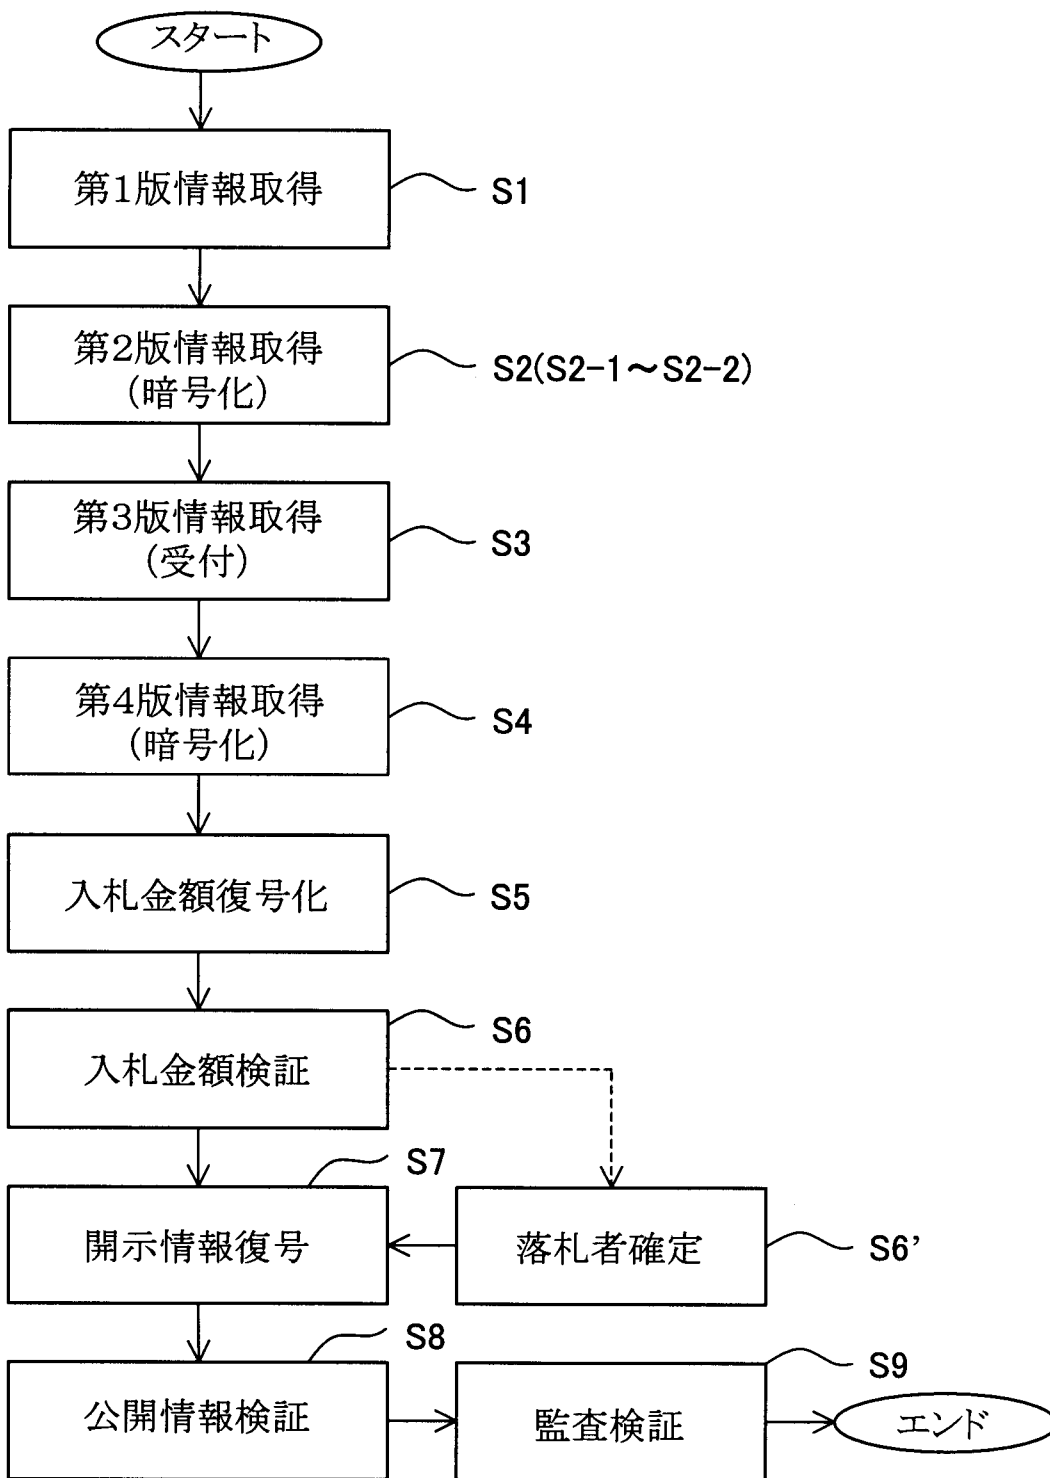 スタート
第1版情報取得
S1
第2版情報取得
(暗号化)
S2(S2-1～S2-2)
第3版情報取得
(受付)
S3
第4版情報取得
(暗号化)
S4
入札金額復号化
S5
入札金額検証
S6
開示情報復号
S7
落札者確定
S6’
公開情報検証
S8
監査検証
S9
エンド